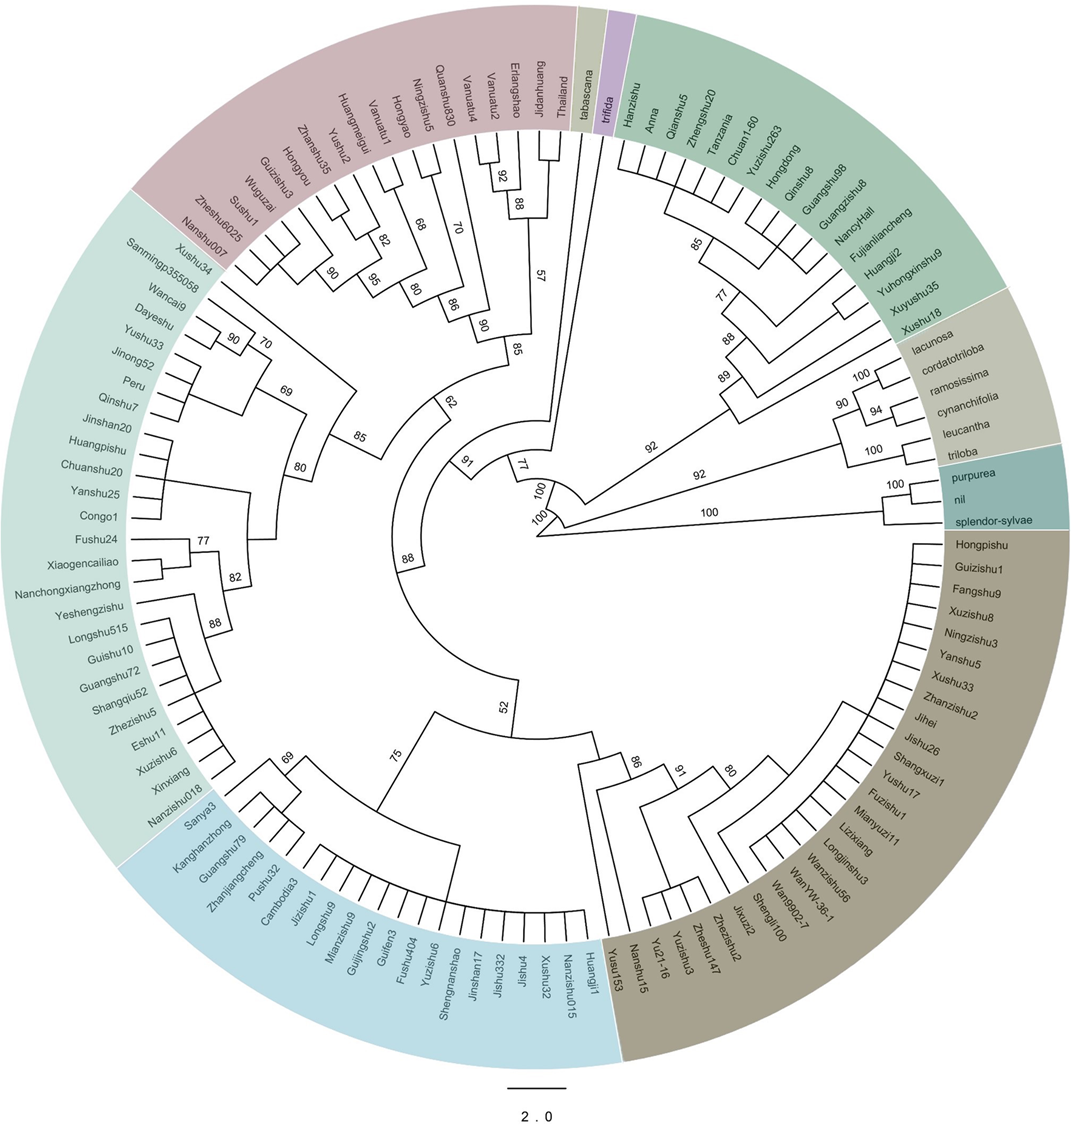 Thailand
tabascana
trifida
Hanzishu
Anna
Qianshu5
Zhengshu20
Tanzania
Chuan1-60
Yuzishu263
Hongdong
Qinshu8
Guangshu98
Guangzishu8
NancyHall
Fujianliancheng
Huangji2
Yuhongxinshu9
Xuyushu35
Xushu18
lacunosa
cordatotriloba
ramosissima
cynanchifolia
leucantha
triloba
purpurea
nil
splendor-sylvae
Hongpishu
Guizishu1
Fangshu9
Xuzishu8
Ningzishu3
Yanshu5
Xushu33
Zhanzishu2
Jihei
Jishu26
Shangxuzi1
Yushu17
Fuzishu1
Mianyuzi11
Lizixiang
Longjinshu3
Wanzishu56
WanYW-36-1
Wan9902-7
Shengli100
Jixuzi2
Zhezishu2
Zheshu147
Yuzishu3
Yu21-16
Nanshu15
Yusu153
Huangji1
Nanzishu015
Xushu32
Jishu4
Jishu332
Jinshan17
Shengnanshao
Yuzishu6
Fushu404
Guifen3
Guijingshu2
Mianzishu9
Longshu9
Jizishu1
Cambodia3
Pushu32
Zhanjiangcheng
Guangshu79
Kanghanzhong
Sanya3
Nanzishu018
Xinxiang
Xuzishu6
Eshu11
Zhezishu5
Shangqiu52
Guangshu72
Guishu10
Longshu515
Yeshengzishu
Nanchongxiangzhong
Xiaogencailiao
Fushu24
Congo1
Yanshu25
Chuanshu20
Huangpishu
Jinshan20
Qinshu7
Peru
Jinong52
Yushu33
Dayeshu
Wancai9
Sanmingp355058
Xushu34
Nanshu007
Zheshu6025
Sushu1
Wuguzai
Guizishu3
Hongyou
Zhanshu35
Yushu2
Huangmeigui
Vanuatu1
Hongyao
Ningzishu5
Quanshu830
Vanuatu4
Vanuatu2
Erlangshao
Jidanhuang
92
88
57
68
70
82
90
95
80
86
90
85
62
91
77
100
100
85
77
88
89
92
90
100
94
100
92
100
100
90
70
69
85
80
77
82
88
88
52
75
69
86
91
80
2.0